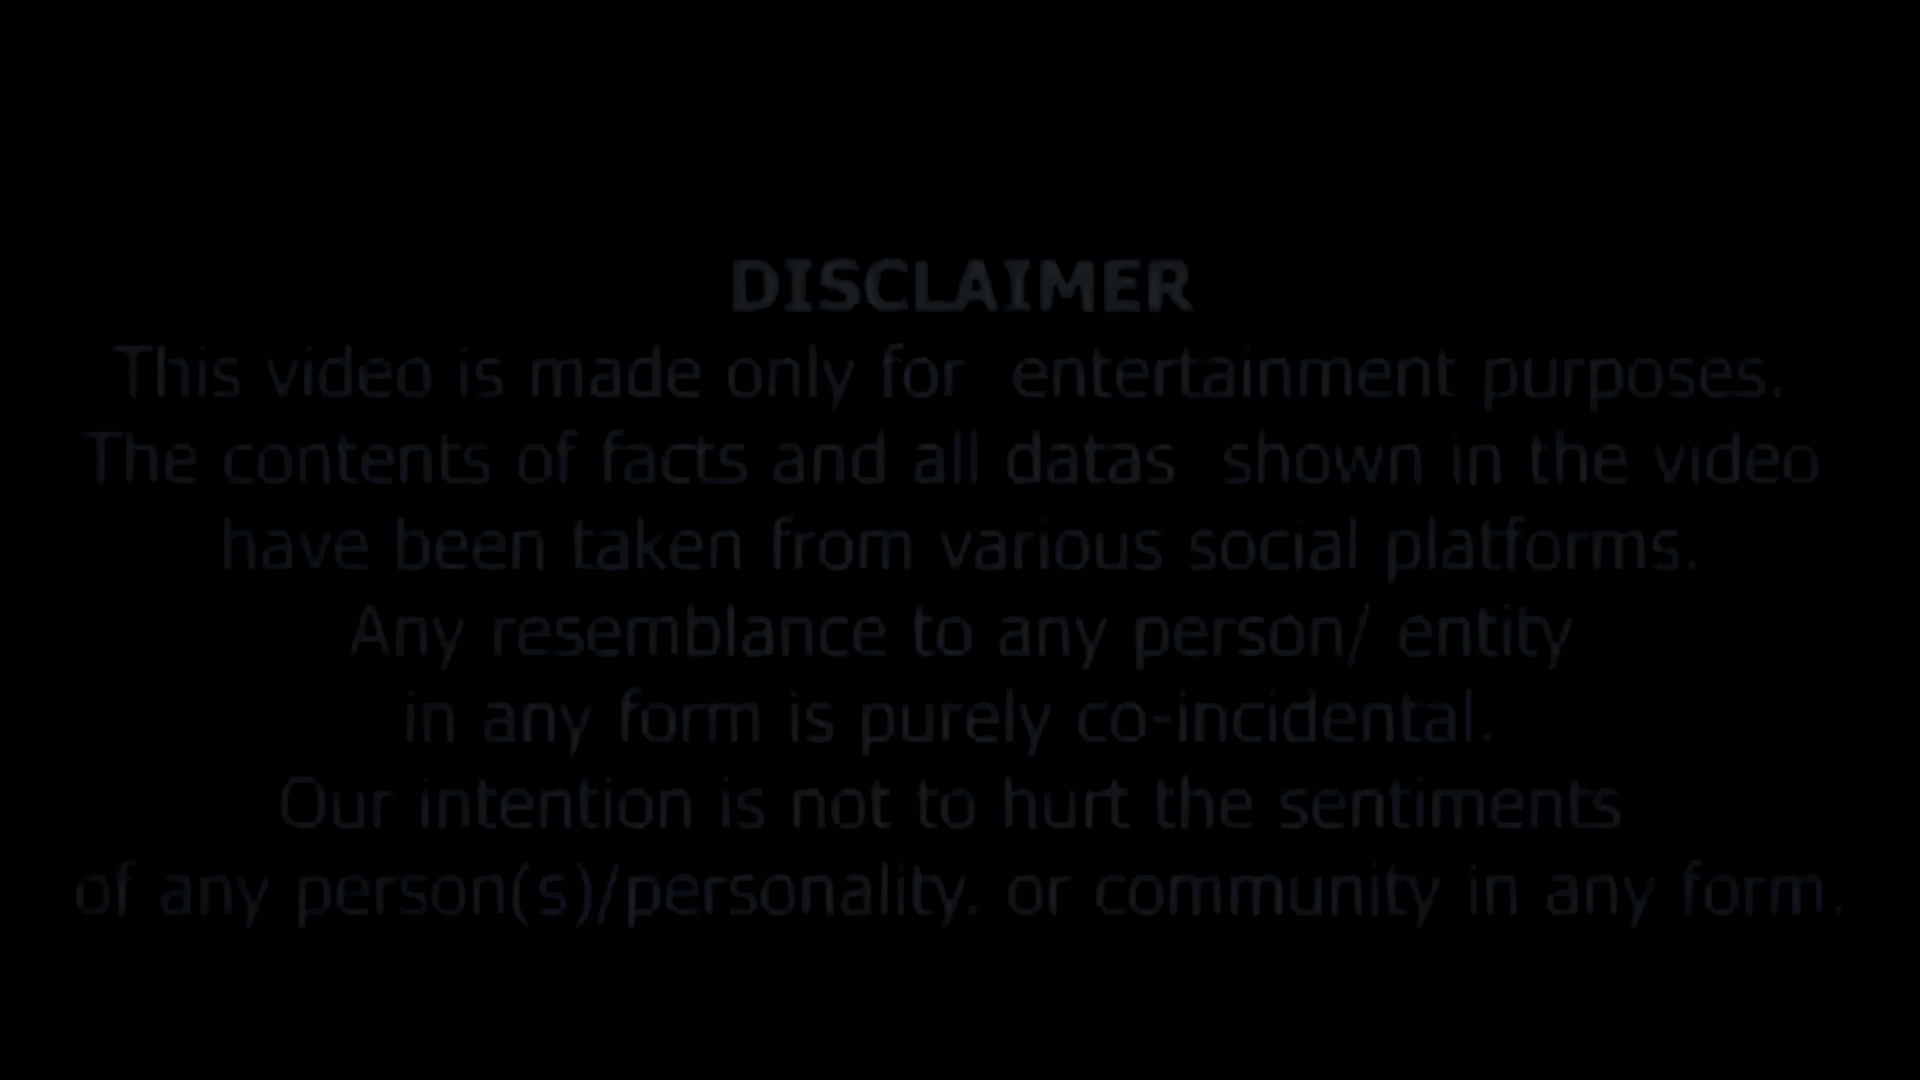 DISCLAIMER
This video is made only for entertainment purposes.
The contents of facts and all datas shown in the video
have been taken from various social platforms.
Any resemblance to any person/ entity
in any form is purely co-incidental.
Our intention is not to hurt the sentiments
of any person(s)/personality. or community in any form.